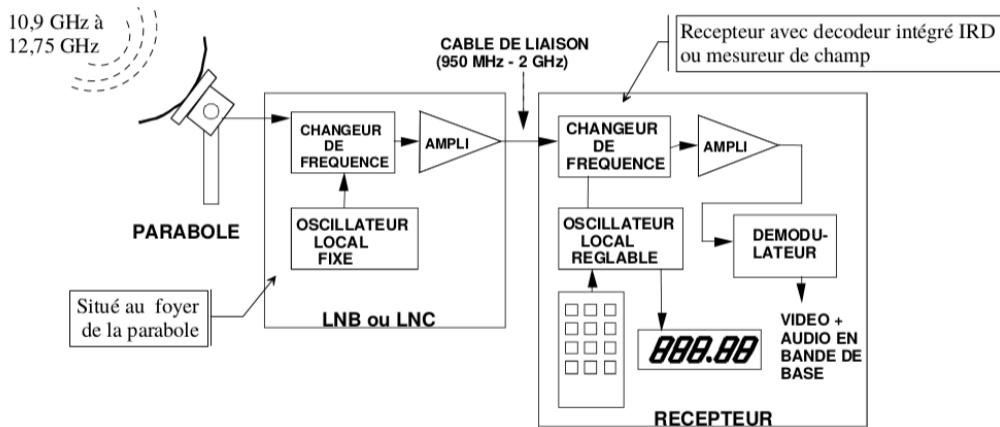 10,9 GHz à
12,75 GHz
CABLE DE LIAISON
(950 MHz - 2 GHz)
Recepteur avec decodeur intégré IRD
ou mesureur de champ
CHANGEUR
DE
FREQUENCE
AMPLI
CHANGEUR
DE
FREQUENCE
AMPLI
PARABOLE
OSCILLATEUR
LOCAL
FIXE
OSCILLATEUR
LOCAL
REGLABLE
DEMODU-
LATEUR
Situé au foyer
de la parabole
LNB ou LNC
888.88
VIDEO +
AUDIO EN
BANDE DE
BASE
RECEPTEUR